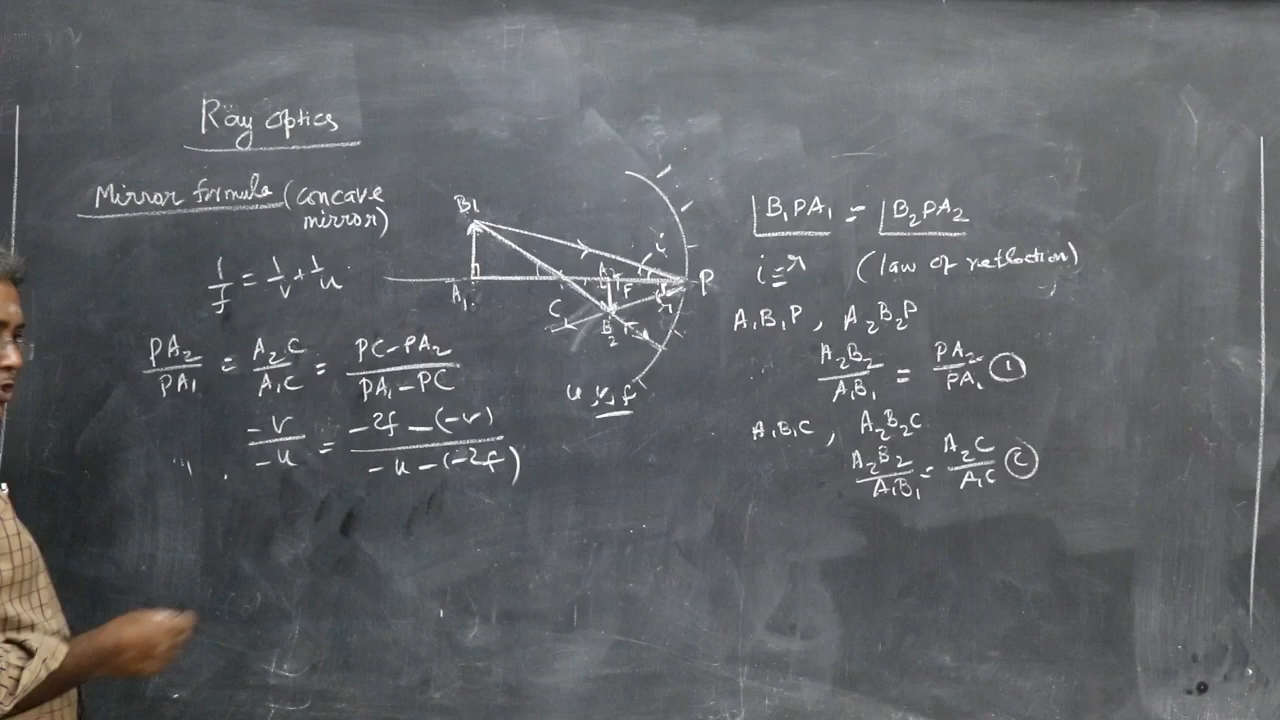 Ray optics
Mirror formula (concave
mirror)
1/f = 1/v + 1/u
PA₂/PA₁ = A₂C/A₁C = PC-PA₂/PA₁-PC
-v/-u = -2f-(-v)/-u-(-2f)
B₁
A₁
C
A₂
F
B₂
i
r
P
u, v, f
∠B₁PA₁ = ∠B₂PA₂
i = r (law of reflection)
A₁B₁P, A₂B₂P
A₂B₂/A₁B₁ = PA₂/PA₁ ①
A₁B₁C, A₂B₂C
A₂B₂/A₁B₁ = A₂C/A₁C ②